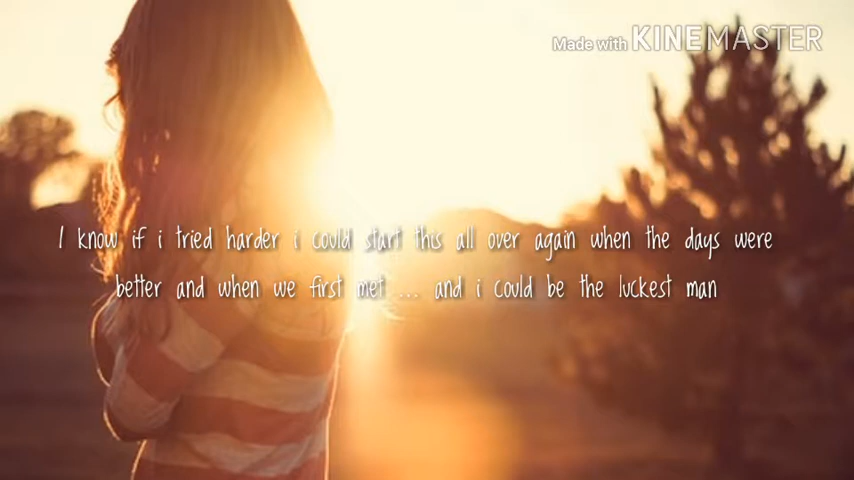 Made with KINEMASTER
I know if i tried harder i could start this all over again when the days were
better and when we first met ... and i could be the luckest man